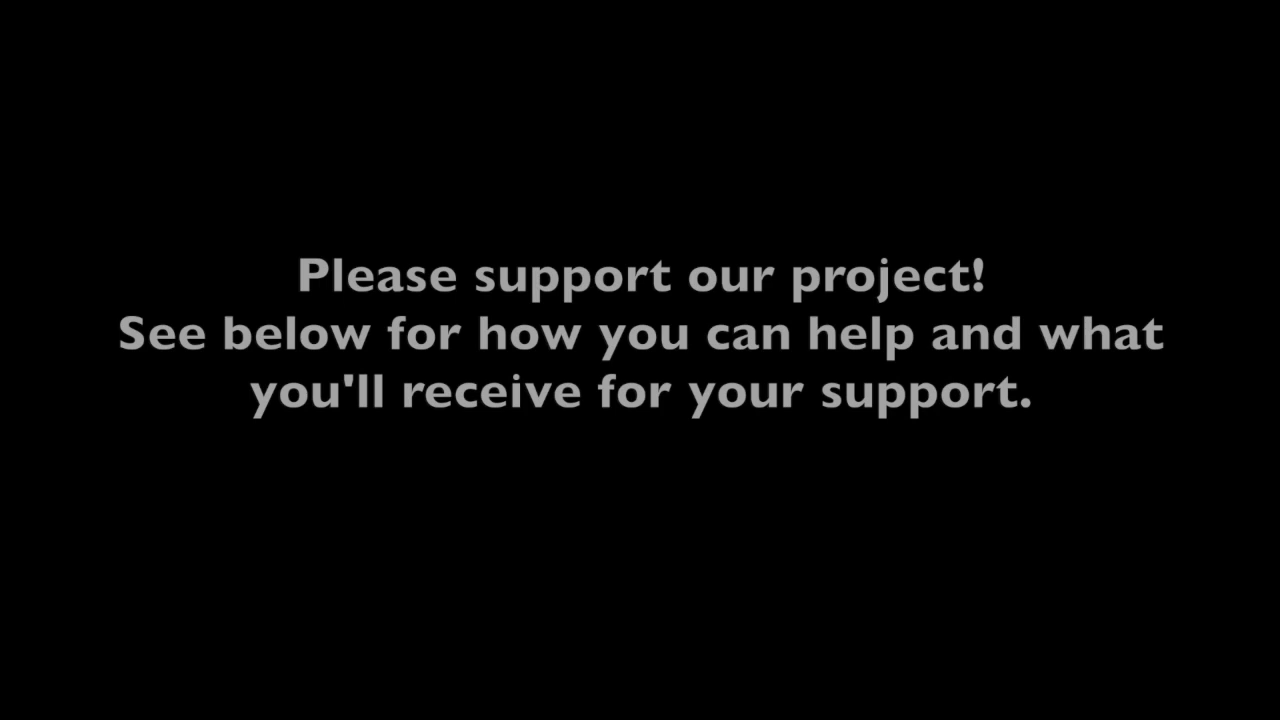 Please support our project!
See below for how you can help and what
you'll receive for your support.